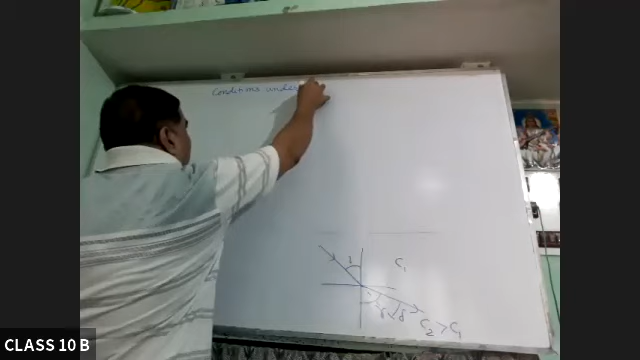 Conditions under
i
C₁
r
δ
C₂ > C₁
CLASS 10 B